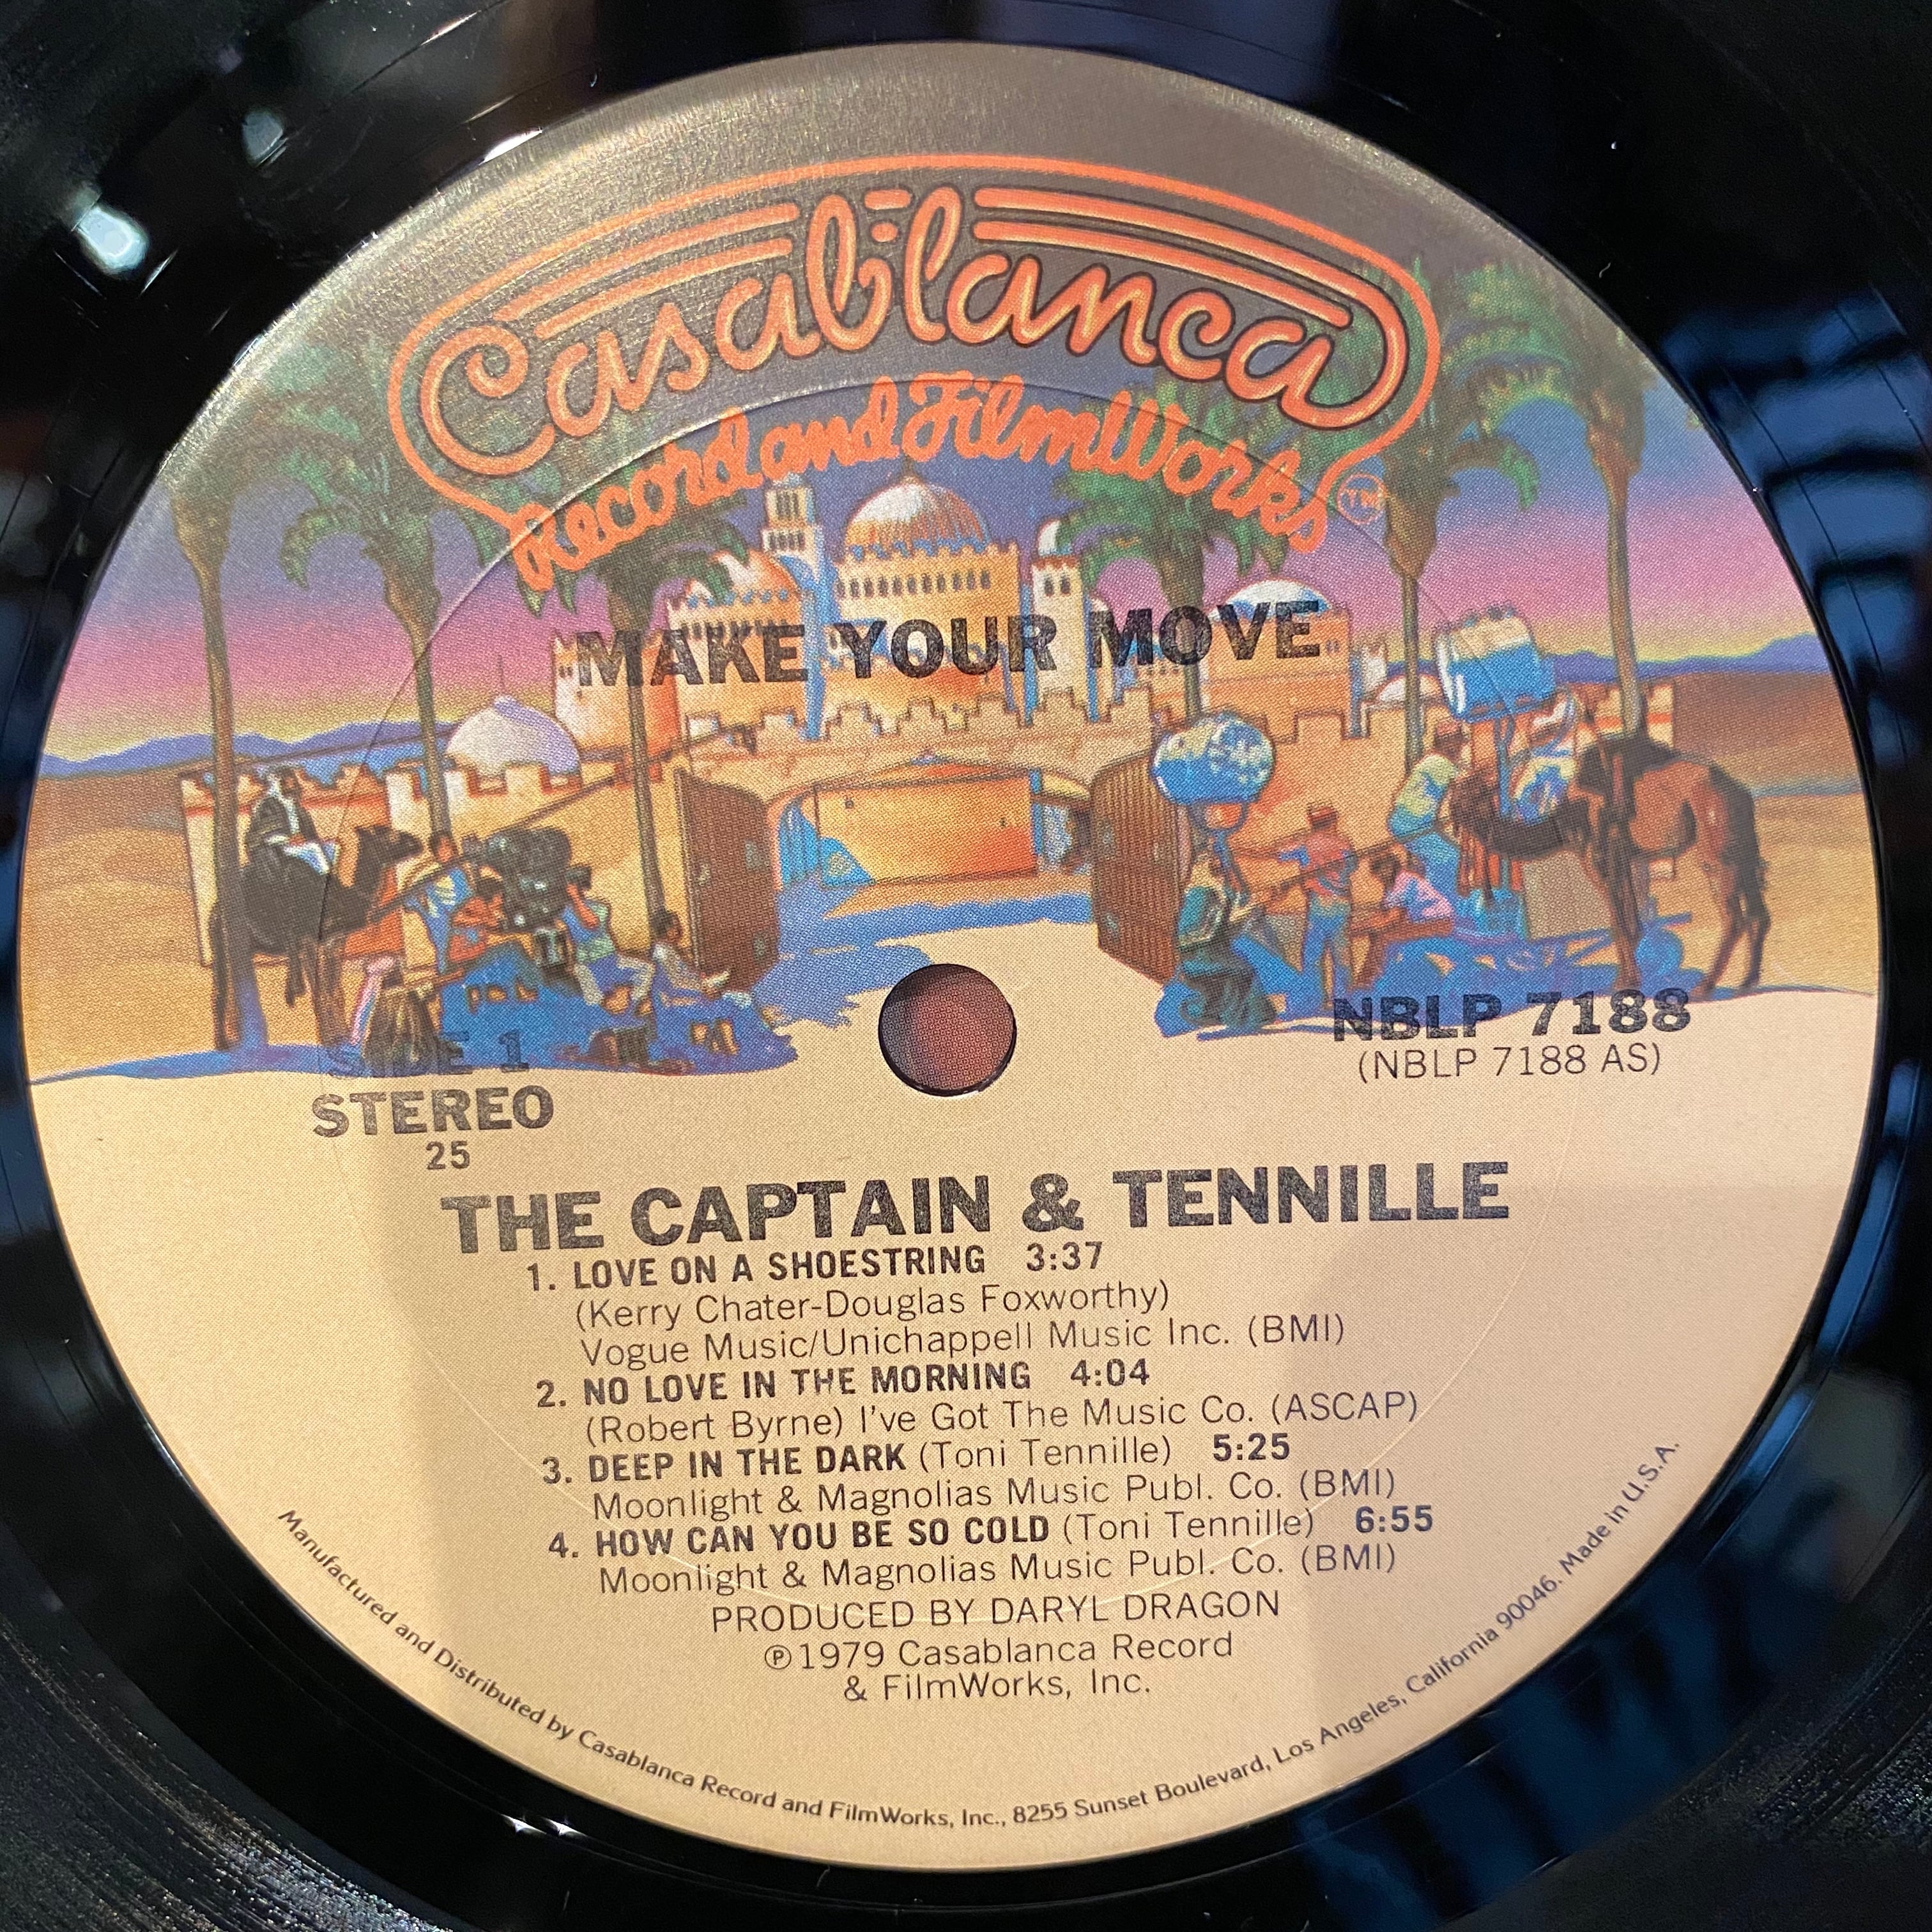 Casablanca
Record and FilmWorks
TM
MAKE YOUR MOVE
SIDE 1
STEREO
25
NBLP 7188
(NBLP 7188 AS)
THE CAPTAIN & TENNILLE
1. LOVE ON A SHOESTRING 3:37
(Kerry Chater-Douglas Foxworthy)
Vogue Music/Unichappell Music Inc. (BMI)
2. NO LOVE IN THE MORNING 4:04
(Robert Byrne) I've Got The Music Co. (ASCAP)
3. DEEP IN THE DARK (Toni Tennille) 5:25
Moonlight & Magnolias Music Publ. Co. (BMI)
4. HOW CAN YOU BE SO COLD (Toni Tennille) 6:55
Moonlight & Magnolias Music Publ. Co. (BMI)
PRODUCED BY DARYL DRAGON
℗1979 Casablanca Record
& FilmWorks, Inc.
Manufactured and Distributed by Casablanca Record and FilmWorks, Inc., 8255 Sunset Boulevard, Los Angeles, California 90046. Made in U.S.A.